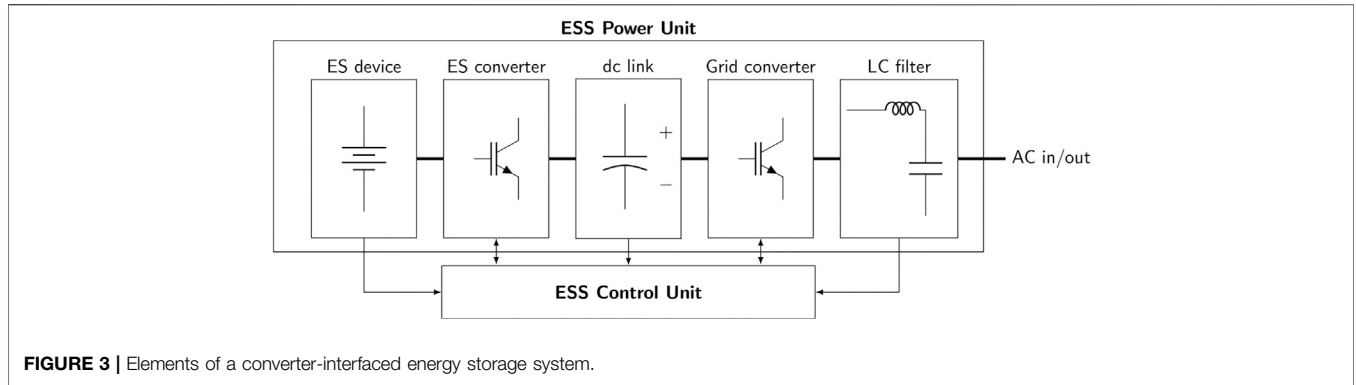 ESS Power Unit
ES device
ES converter
dc link
Grid converter
LC filter
+
−
AC in/out
ESS Control Unit
FIGURE 3 | Elements of a converter-interfaced energy storage system.